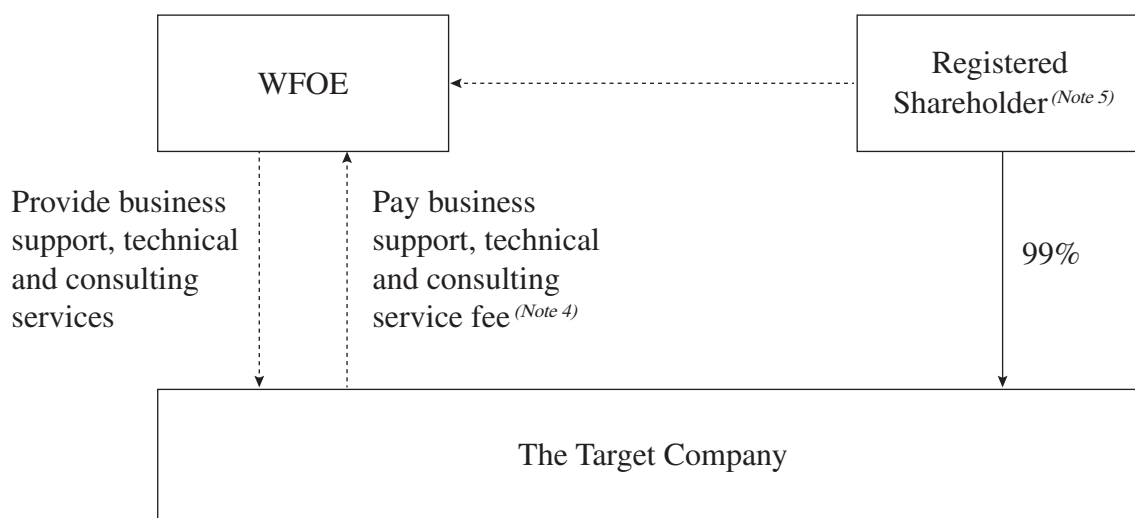 WFOE
Registered
Shareholder (Note 5)
Provide business
support, technical
and consulting
services
Pay business
support, technical
and consulting
service fee (Note 4)
99%
The Target Company